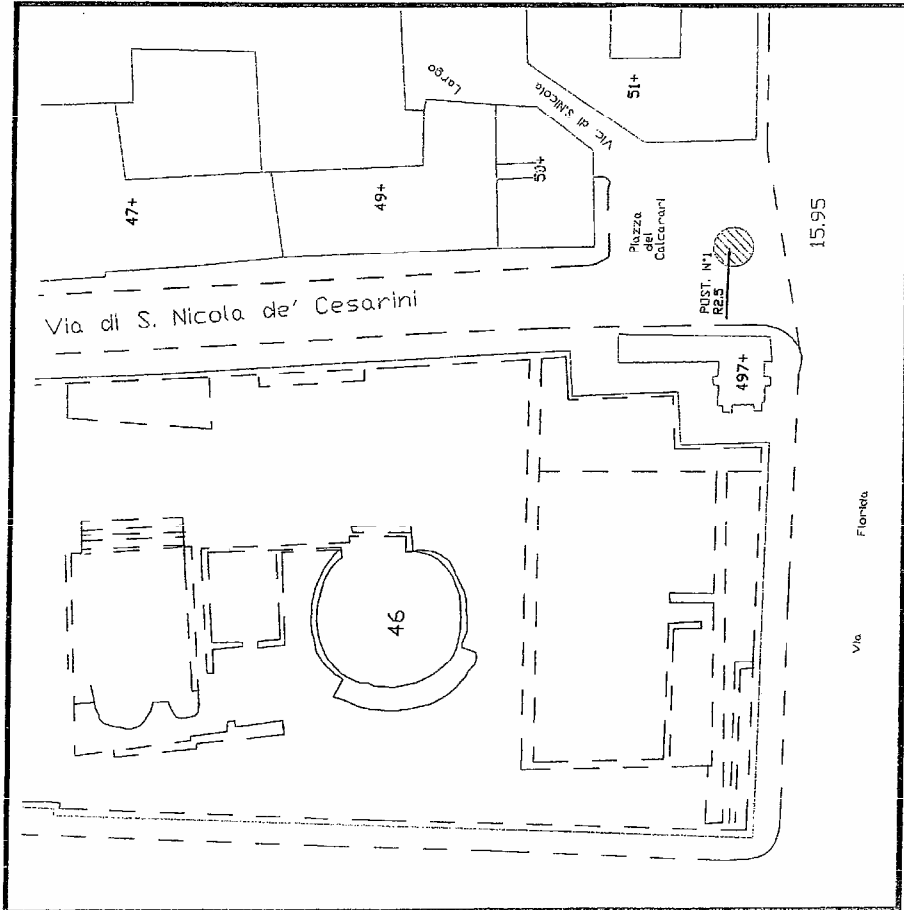 Largo
Vic. di S.Nicola
51+
47+
49+
50+
Piazza
del
Calcarari
15.95
POST. N°1
R2.5
Via di S. Nicola de' Cesarini
497+
46
Via Florida